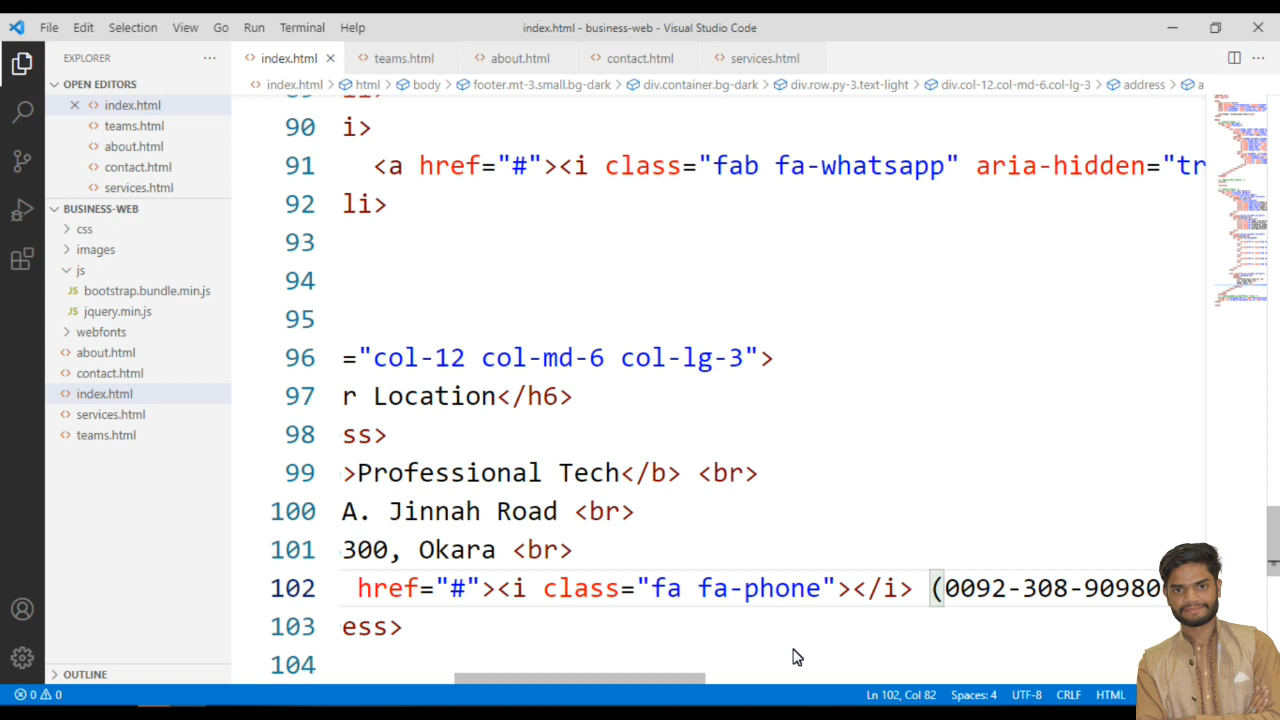 File Edit Selection View Go Run Terminal Help index.html - business-web - Visual Studio Code
EXPLORER ···
index.html teams.html about.html contact.html services.html
OPEN EDITORS
index.html
teams.html
about.html
contact.html
services.html
BUSINESS-WEB
css
images
js
JS bootstrap.bundle.min.js
JS jquery.min.js
webfonts
about.html
contact.html
index.html
services.html
teams.html
OUTLINE
index.html > html > body > footer.mt-3.small.bg-dark > div.container.bg-dark > div.row.py-3.text-light > div.col-12.col-md-6.col-lg-3 > address > a
90 i>
91 <a href="#"><i class="fab fa-whatsapp" aria-hidden="tr
92 li>
93
94
95
96 ="col-12 col-md-6 col-lg-3">
97 r Location</h6>
98 ss>
99 >Professional Tech</b> <br>
100 A. Jinnah Road <br>
101 300, Okara <br>
102 href="#"><i class="fa fa-phone"></i> (0092-308-90980
103 ess>
104
0 0 Ln 102, Col 82 Spaces: 4 UTF-8 CRLF HTML